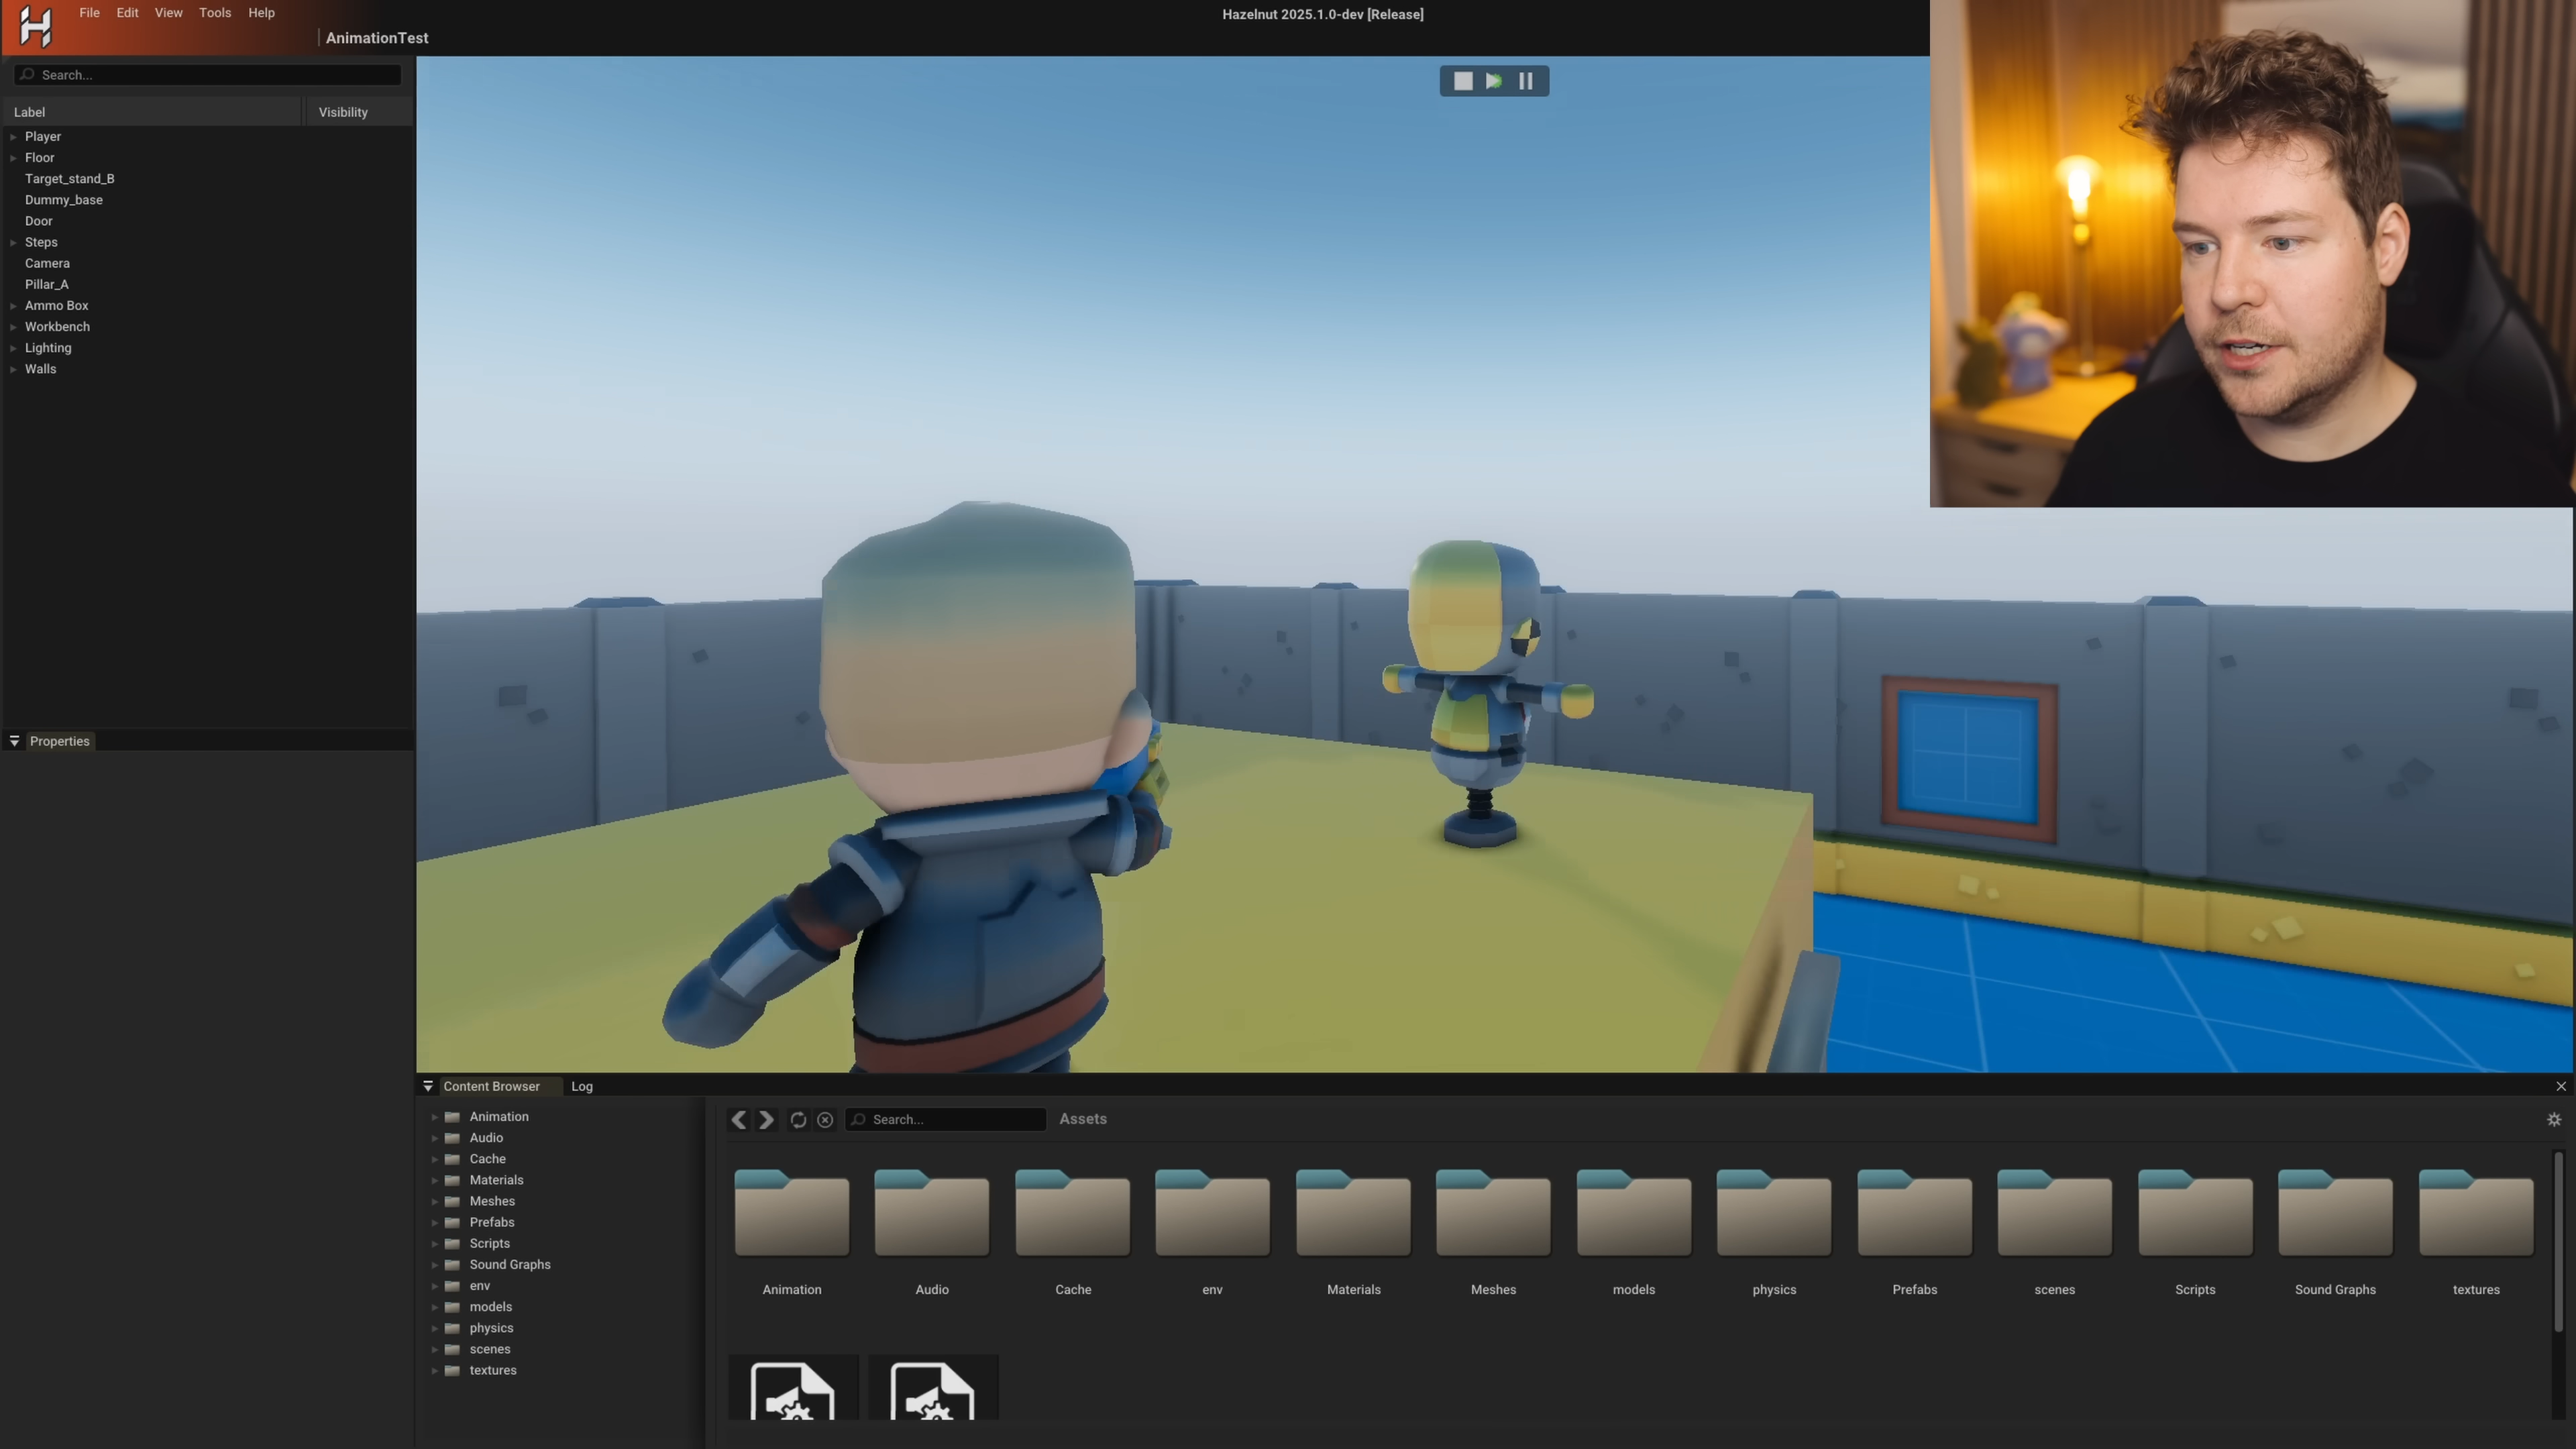 File Edit View Tools Help
Hazelnut 2025.1.0-dev [Release]
AnimationTest
Search...
Label Visibility
Player
Floor
Target_stand_B
Dummy_base
Door
Steps
Camera
Pillar_A
Ammo Box
Workbench
Lighting
Walls
Properties
Content Browser Log
Animation
Audio
Cache
Materials
Meshes
Prefabs
Scripts
Sound Graphs
env
models
physics
scenes
textures
Search... Assets
Animation Audio Cache env Materials Meshes models physics Prefabs scenes Scripts Sound Graphs textures